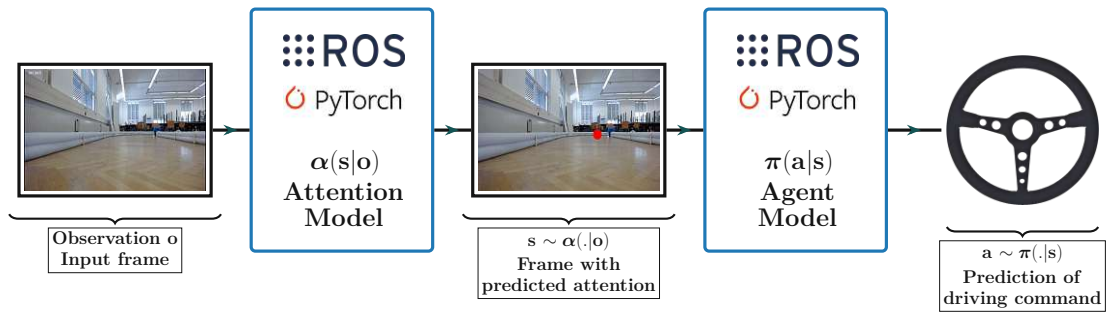 ROS
PyTorch
α(s|o)
Attention
Model
ROS
PyTorch
π(a|s)
Agent
Model
Observation o
Input frame
s ∼ α(.|o)
Frame with
predicted attention
a ∼ π(.|s)
Prediction of
driving command